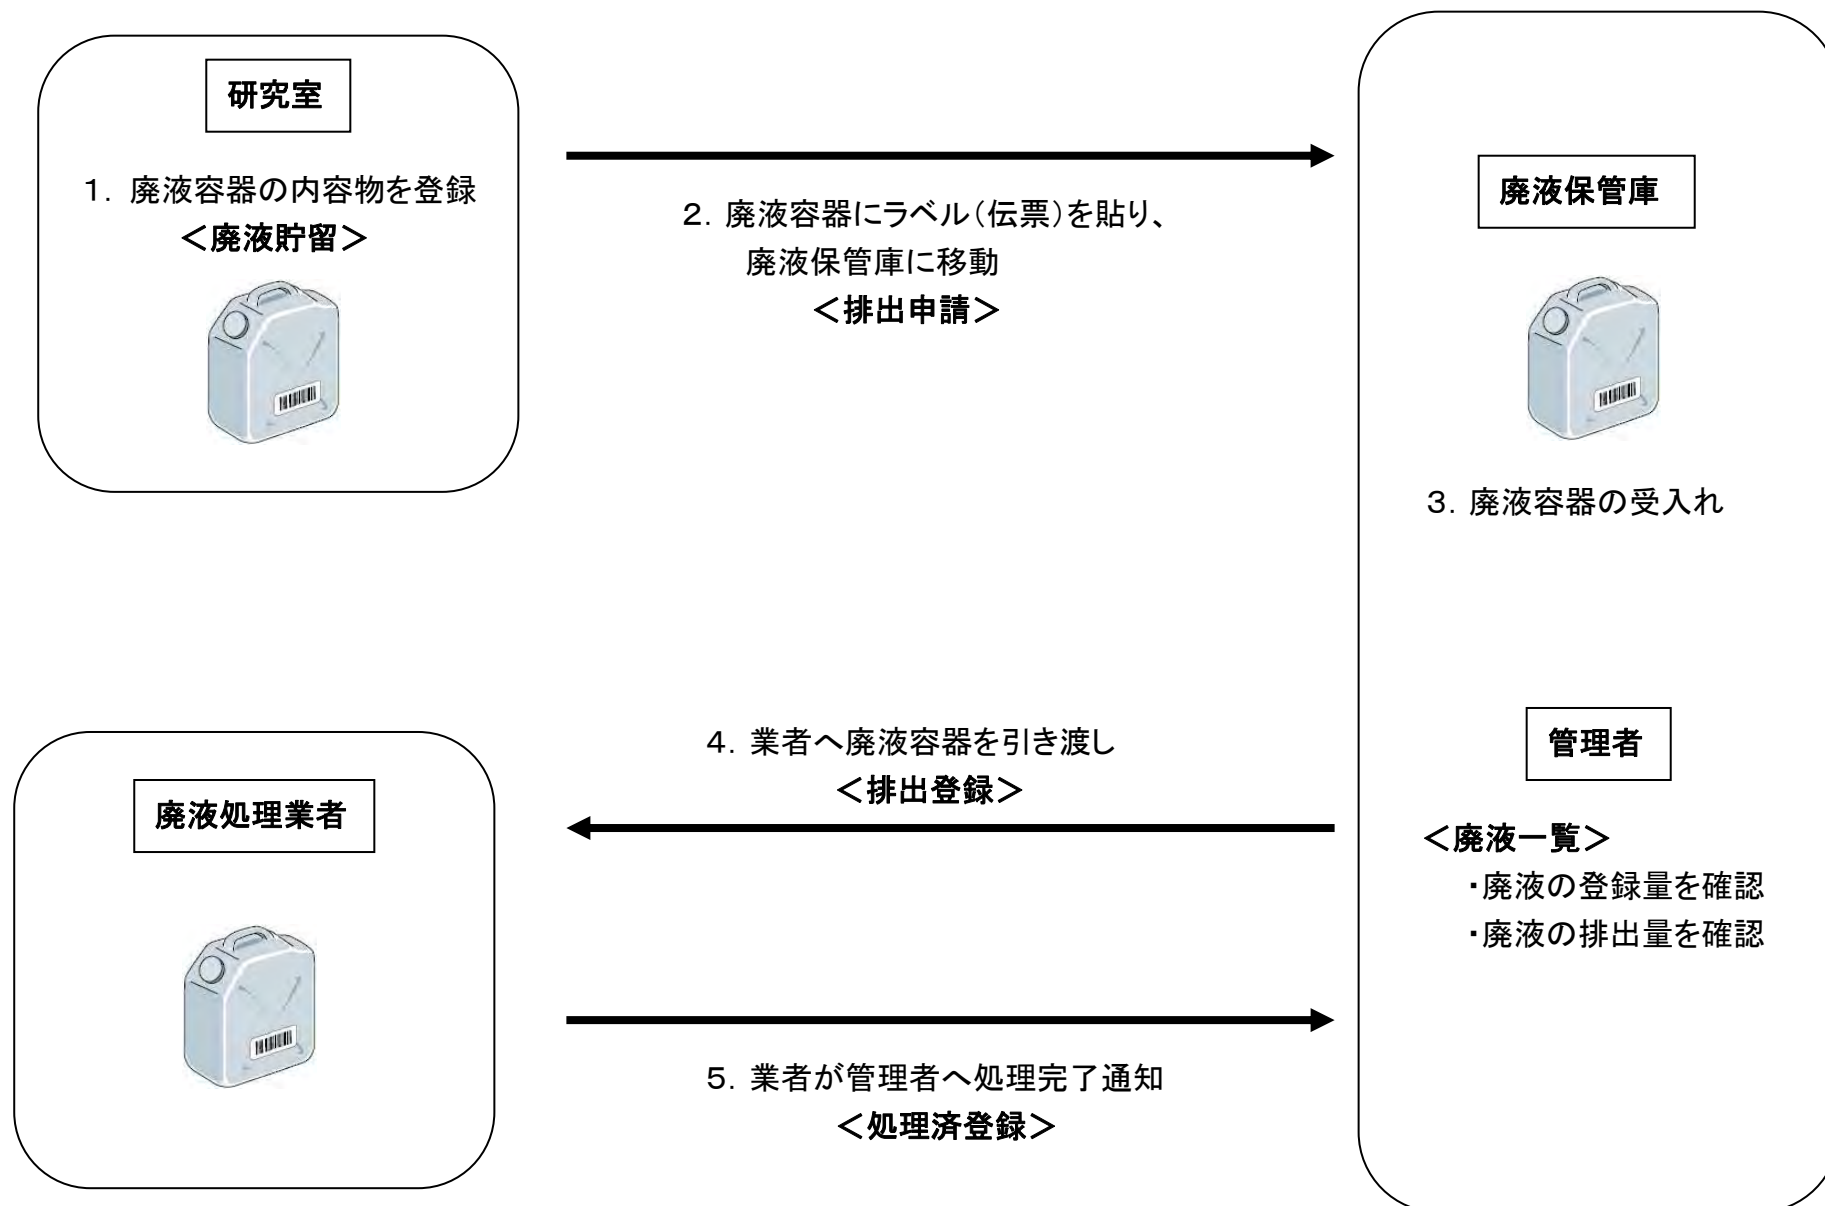 研究室
1．廃液容器の内容物を登録
＜廃液貯留＞
2．廃液容器にラベル（伝票）を貼り、
廃液保管庫に移動
＜排出申請＞
廃液保管庫
3．廃液容器の受入れ
4．業者へ廃液容器を引き渡し
＜排出登録＞
管理者
＜廃液一覧＞
・廃液の登録量を確認
・廃液の排出量を確認
廃液処理業者
5．業者が管理者へ処理完了通知
＜処理済登録＞